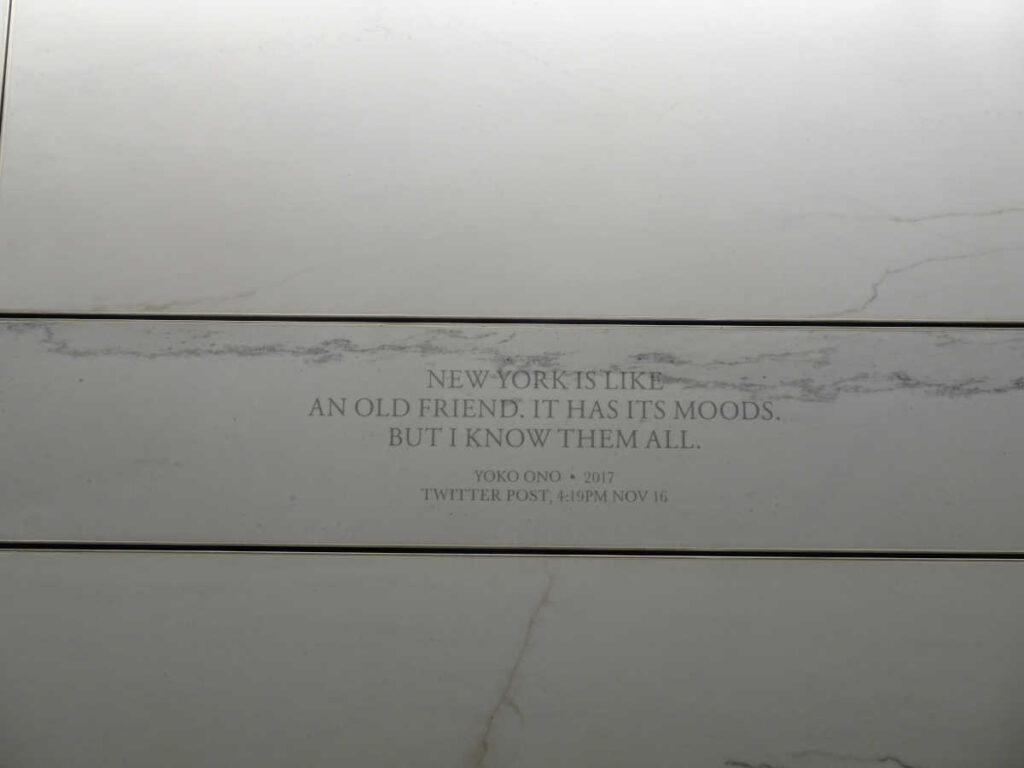 NEW YORK IS LIKE
AN OLD FRIEND. IT HAS ITS MOODS.
BUT I KNOW THEM ALL.
YOKO ONO • 2017
TWITTER POST, 4:19PM NOV 16